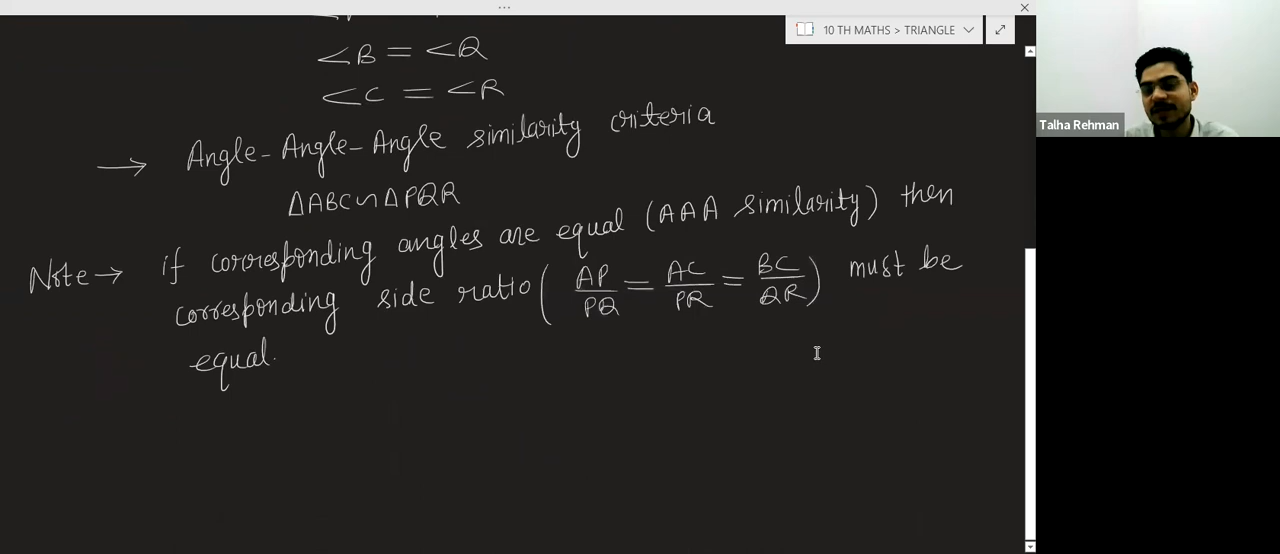 10 TH MATHS > TRIANGLE
<B = <Q
<C = <R
→ Angle-Angle-Angle similarity criteria
ΔABC ∽ ΔPQR
Note → if corresponding angles are equal (AAA similarity) then
corresponding side ratio (AP/PQ = AC/PR = BC/QR) must be
equal.
Talha Rehman